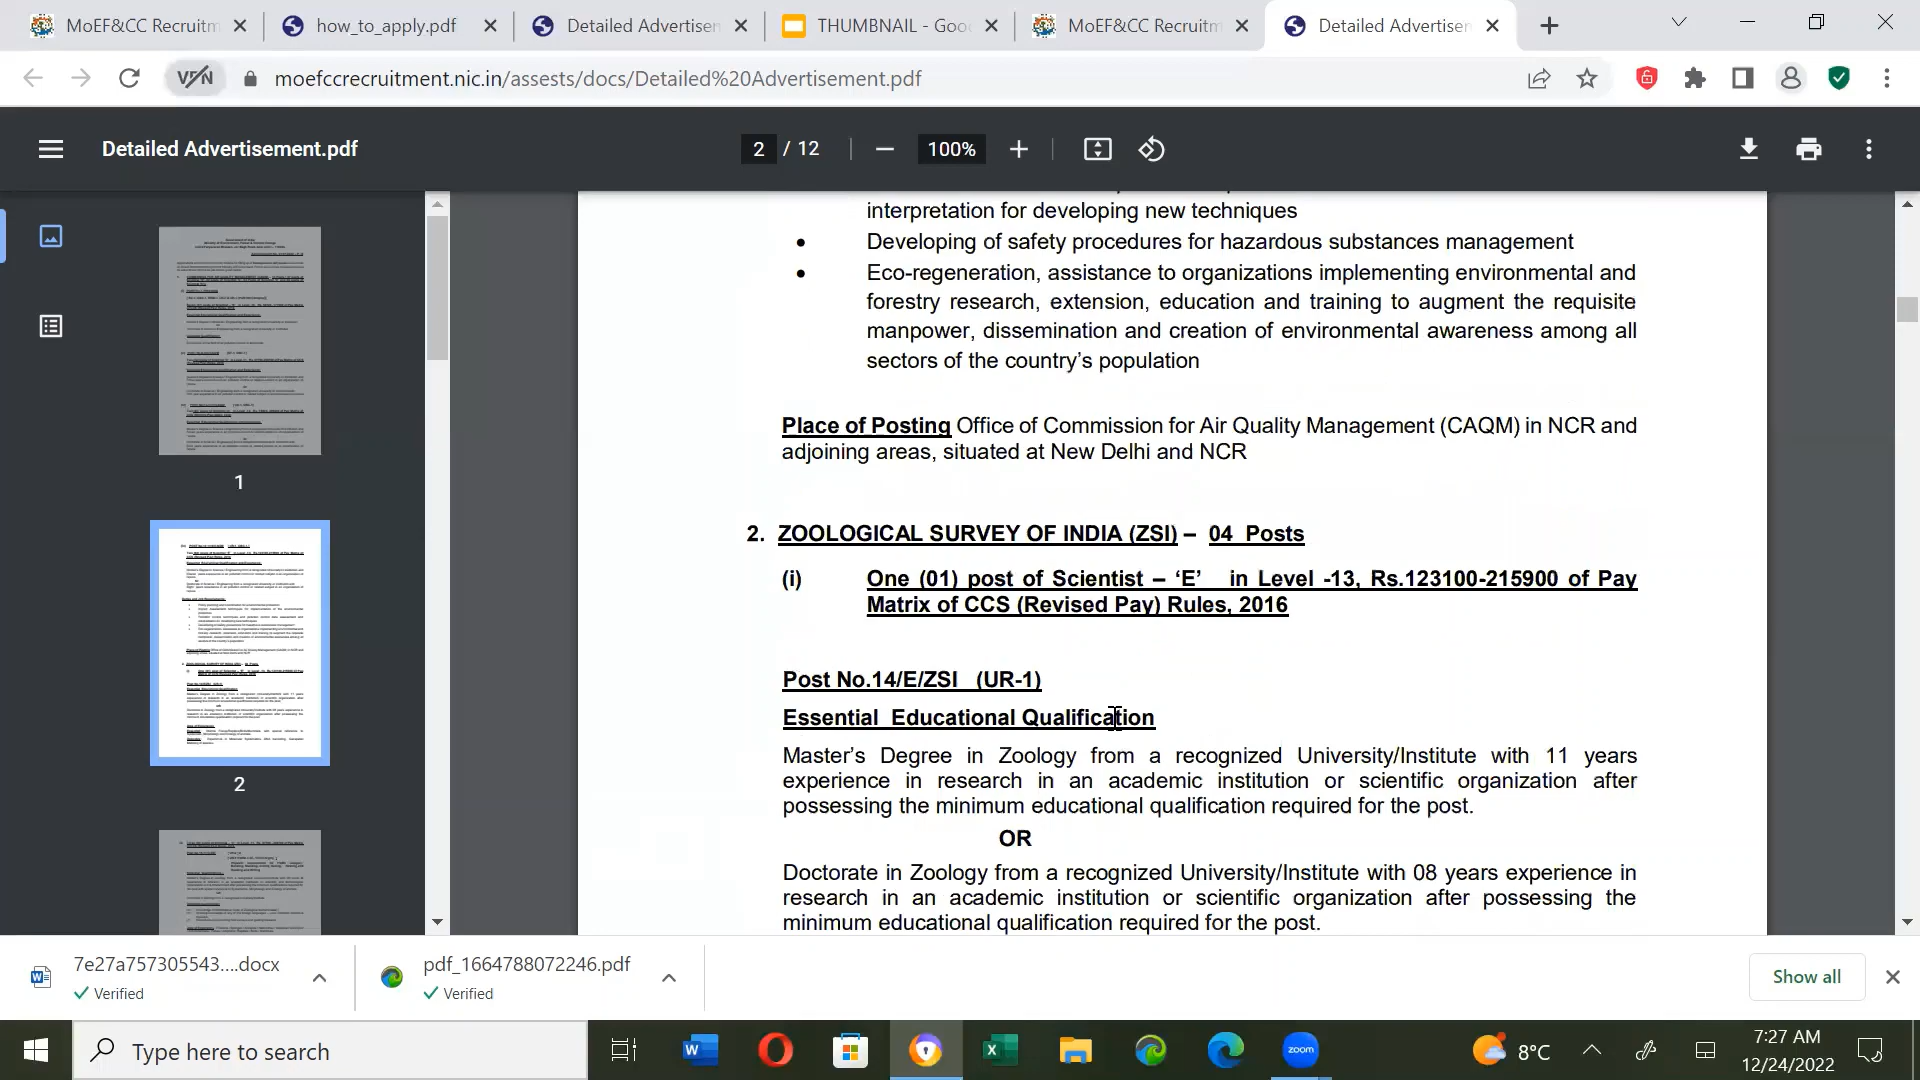 MoEF&CC Recruitm
how_to_apply.pdf
Detailed Advertisen
THUMBNAIL - Goo
MoEF&CC Recruitm
Detailed Advertisen
VPN
moefccrecruitment.nic.in/assests/docs/Detailed%20Advertisement.pdf
Detailed Advertisement.pdf
2 / 12
100%
1
2
interpretation for developing new techniques
• Developing of safety procedures for hazardous substances management
• Eco-regeneration, assistance to organizations implementing environmental and
forestry research, extension, education and training to augment the requisite
manpower, dissemination and creation of environmental awareness among all
sectors of the country's population
Place of Posting Office of Commission for Air Quality Management (CAQM) in NCR and
adjoining areas, situated at New Delhi and NCR
2. ZOOLOGICAL SURVEY OF INDIA (ZSI) – 04 Posts
(i) One (01) post of Scientist – ‘E’ in Level -13, Rs.123100-215900 of Pay
Matrix of CCS (Revised Pay) Rules, 2016
Post No.14/E/ZSI (UR-1)
Essential Educational Qualification
Master’s Degree in Zoology from a recognized University/Institute with 11 years
experience in research in an academic institution or scientific organization after
possessing the minimum educational qualification required for the post.
OR
Doctorate in Zoology from a recognized University/Institute with 08 years experience in
research in an academic institution or scientific organization after possessing the
minimum educational qualification required for the post.
7e27a757305543....docx
Verified
pdf_1664788072246.pdf
Verified
Show all
Type here to search
W
X
zoom
8°C
7:27 AM
12/24/2022